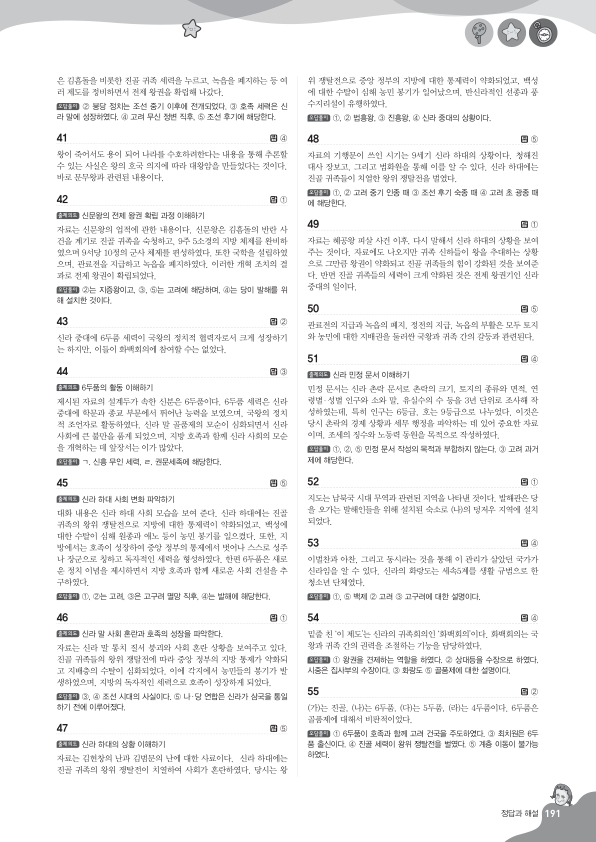 은 김흠돌을 비롯한 진골 귀족 세력을 누르고, 녹읍을 폐지하는 등 여
러 제도를 정비하면서 전제 왕권을 확립해 나갔다.
오답풀이 ② 붕당 정치는 조선 중기 이후에 전개되었다. ③ 호족 세력은 신
라 말에 성장하였다. ④ 고려 무신 정변 직후, ⑤ 조선 후기에 해당한다.
41 답 ④
왕이 죽어서도 용이 되어 나라를 수호하려한다는 내용을 통해 추론할
수 있는 사실은 왕의 호국 의지에 따라 대왕암을 만들었다는 것이다.
바로 문무왕과 관련된 내용이다.
42 답 ①
출제의도 신문왕의 전제 왕권 확립 과정 이해하기
자료는 신문왕의 업적에 관한 내용이다. 신문왕은 김흠돌의 반란 사
건을 계기로 진골 귀족을 숙청하고, 9주 5소경의 지방 체제를 완비하
였으며 9서당 10정의 군사 체제를 편성하였다. 또한 국학을 설립하였
으며, 관료전을 지급하고 녹읍을 폐지하였다. 이러한 개혁 조치의 결
과로 전제 왕권이 확립되었다.
오답풀이 ②는 지증왕이고, ③, ⑤는 고려에 해당하며, ④는 당이 발해를 위
해 설치한 것이다.
43 답 ②
신라 중대에 6두품 세력이 국왕의 정치적 협력자로서 크게 성장하기
는 하지만, 이들이 화백회의에 참여할 수는 없었다.
44 답 ③
출제의도 6두품의 활동 이해하기
제시된 자료의 설계두가 속한 신분은 6두품이다. 6두품 세력은 신라
중대에 학문과 종교 부문에서 뛰어난 능력을 보였으며, 국왕의 정치
적 조언자로 활동하였다. 신라 말 골품제의 모순이 심화되면서 신라
사회에 큰 불만을 품게 되었으며, 지방 호족과 함께 신라 사회의 모순
을 개혁하는 데 앞장서는 이가 많았다.
오답풀이 ㄱ. 신흥 무인 세력, ㄹ. 권문세족에 해당한다.
45 답 ⑤
출제의도 신라 하대 사회 변화 파악하기
대화 내용은 신라 하대 사회 모습을 보여 준다. 신라 하대에는 진골
귀족의 왕위 쟁탈전으로 지방에 대한 통제력이 약화되었고, 백성에
대한 수탈이 심해 원종과 애노 등이 농민 봉기를 일으켰다. 또한, 지
방에서는 호족이 성장하여 중앙 정부의 통제에서 벗어나 스스로 성주
나 장군으로 칭하고 독자적인 세력을 형성하였다. 한편 6두품은 새로
운 정치 이념을 제시하면서 지방 호족과 함께 새로운 사회 건설을 추
구하였다.
오답풀이 ①, ②는 고려, ③은 고구려 멸망 직후, ④는 발해에 해당한다.
46 답 ①
출제의도 신라 말 사회 혼란과 호족의 성장을 파악한다.
자료는 신라 말 통치 질서 붕괴와 사회 혼란 상황을 보여주고 있다.
진골 귀족들의 왕위 쟁탈전에 따라 중앙 정부의 지방 통제가 약화되
고 지배층의 수탈이 심화되었다. 이에 각지에서 농민들의 봉기가 발
생하였으며, 지방의 독자적인 세력으로 호족이 성장하게 되었다.
오답풀이 ③, ④ 조선 시대의 사실이다. ⑤ 나·당 연합은 신라가 삼국을 통일
하기 전에 이루어졌다.
47 답 ⑤
출제의도 신라 하대의 상황 이해하기
자료는 김헌창의 난과 김범문의 난에 대한 사료이다. 신라 하대에는
진골 귀족의 왕위 쟁탈전이 치열하여 사회가 혼란하였다. 당시는 왕
위 쟁탈전으로 중앙 정부의 지방에 대한 통제력이 약화되었고, 백성
에 대한 수탈이 심해 농민 봉기가 일어났으며, 반신라적인 선종과 풍
수지리설이 유행하였다.
오답풀이 ①, ② 법흥왕, ③ 진흥왕, ④ 신라 중대의 상황이다.
48 답 ⑤
자료의 기행문이 쓰인 시기는 9세기 신라 하대의 상황이다. 청해진
대사 장보고, 그리고 법화원을 통해 이를 알 수 있다. 신라 하대에는
진골 귀족들이 치열한 왕위 쟁탈전을 벌였다.
오답풀이 ①, ② 고려 중기 인종 때 ③ 조선 후기 숙종 때 ④ 고려 초 광종 때
에 해당한다.
49 답 ①
자료는 혜공왕 피살 사건 이후, 다시 말해서 신라 하대의 상황을 보여
주는 것이다. 자료에도 나오지만 귀족 신하들이 왕을 추대하는 상황
으로 그만큼 왕권이 약화되고 진골 귀족들의 힘이 강화된 것을 보여준
다. 반면 진골 귀족들의 세력이 크게 약화된 것은 전제 왕권기인 신라
중대의 일이다.
50 답 ⑤
관료전의 지급과 녹읍의 폐지, 정전의 지급, 녹읍의 부활은 모두 토지
와 농민에 대한 지배권을 둘러싼 국왕과 귀족 간의 갈등과 관련된다.
51 답 ④
출제의도 신라 민정 문서 이해하기
민정 문서는 신라 촌락 문서로 촌락의 크기, 토지의 종류와 면적, 연
령별·성별 인구와 소와 말, 유실수의 수 등을 3년 단위로 조사해 작
성하였는데, 특히 인구는 6등급, 호는 9등급으로 나누었다. 이것은
당시 촌락의 경제 상황과 세무 행정을 파악하는 데 있어 중요한 자료
이며, 조세의 징수와 노동력 동원을 목적으로 작성하였다.
오답풀이 ①, ②, ⑤ 민정 문서 작성의 목적과 부합하지 않는다. ③ 고려 과거
제에 해당한다.
52 답 ①
지도는 남북국 시대 무역과 관련된 지역을 나타낸 것이다. 발해관은 당
을 오가는 발해인들을 위해 설치된 숙소로 (나)의 덩저우 지역에 설치
되었다.
53 답 ④
이벌찬과 아찬, 그리고 동시라는 것을 통해 이 관리가 살았던 국가가
신라임을 알 수 있다. 신라의 화랑도는 세속5계를 생활 규범으로 한
청소년 단체였다.
오답풀이 ①, ⑤ 백제 ② 고려 ③ 고구려에 대한 설명이다.
54 답 ④
밑줄 친 '이 제도'는 신라의 귀족회의인 '화백회의'이다. 화백회의는 국
왕과 귀족 간의 권력을 조절하는 기능을 담당하였다.
오답풀이 ① 왕권을 견제하는 역할을 하였다. ② 상대등을 수장으로 하였다.
시중은 집사부의 수장이다. ③ 화랑도 ⑤ 골품제에 대한 설명이다.
55 답 ②
(가)는 진골, (나)는 6두품, (다)는 5두품, (라)는 4두품이다. 6두품은
골품제에 대해서 비판적이었다.
오답풀이 ① 6두품이 호족과 함께 고려 건국을 주도하였다. ③ 최치원은 6두
품 출신이다. ④ 진골 세력이 왕위 쟁탈전을 벌였다. ⑤ 계층 이동이 불가능
하였다.
정답과 해설 191